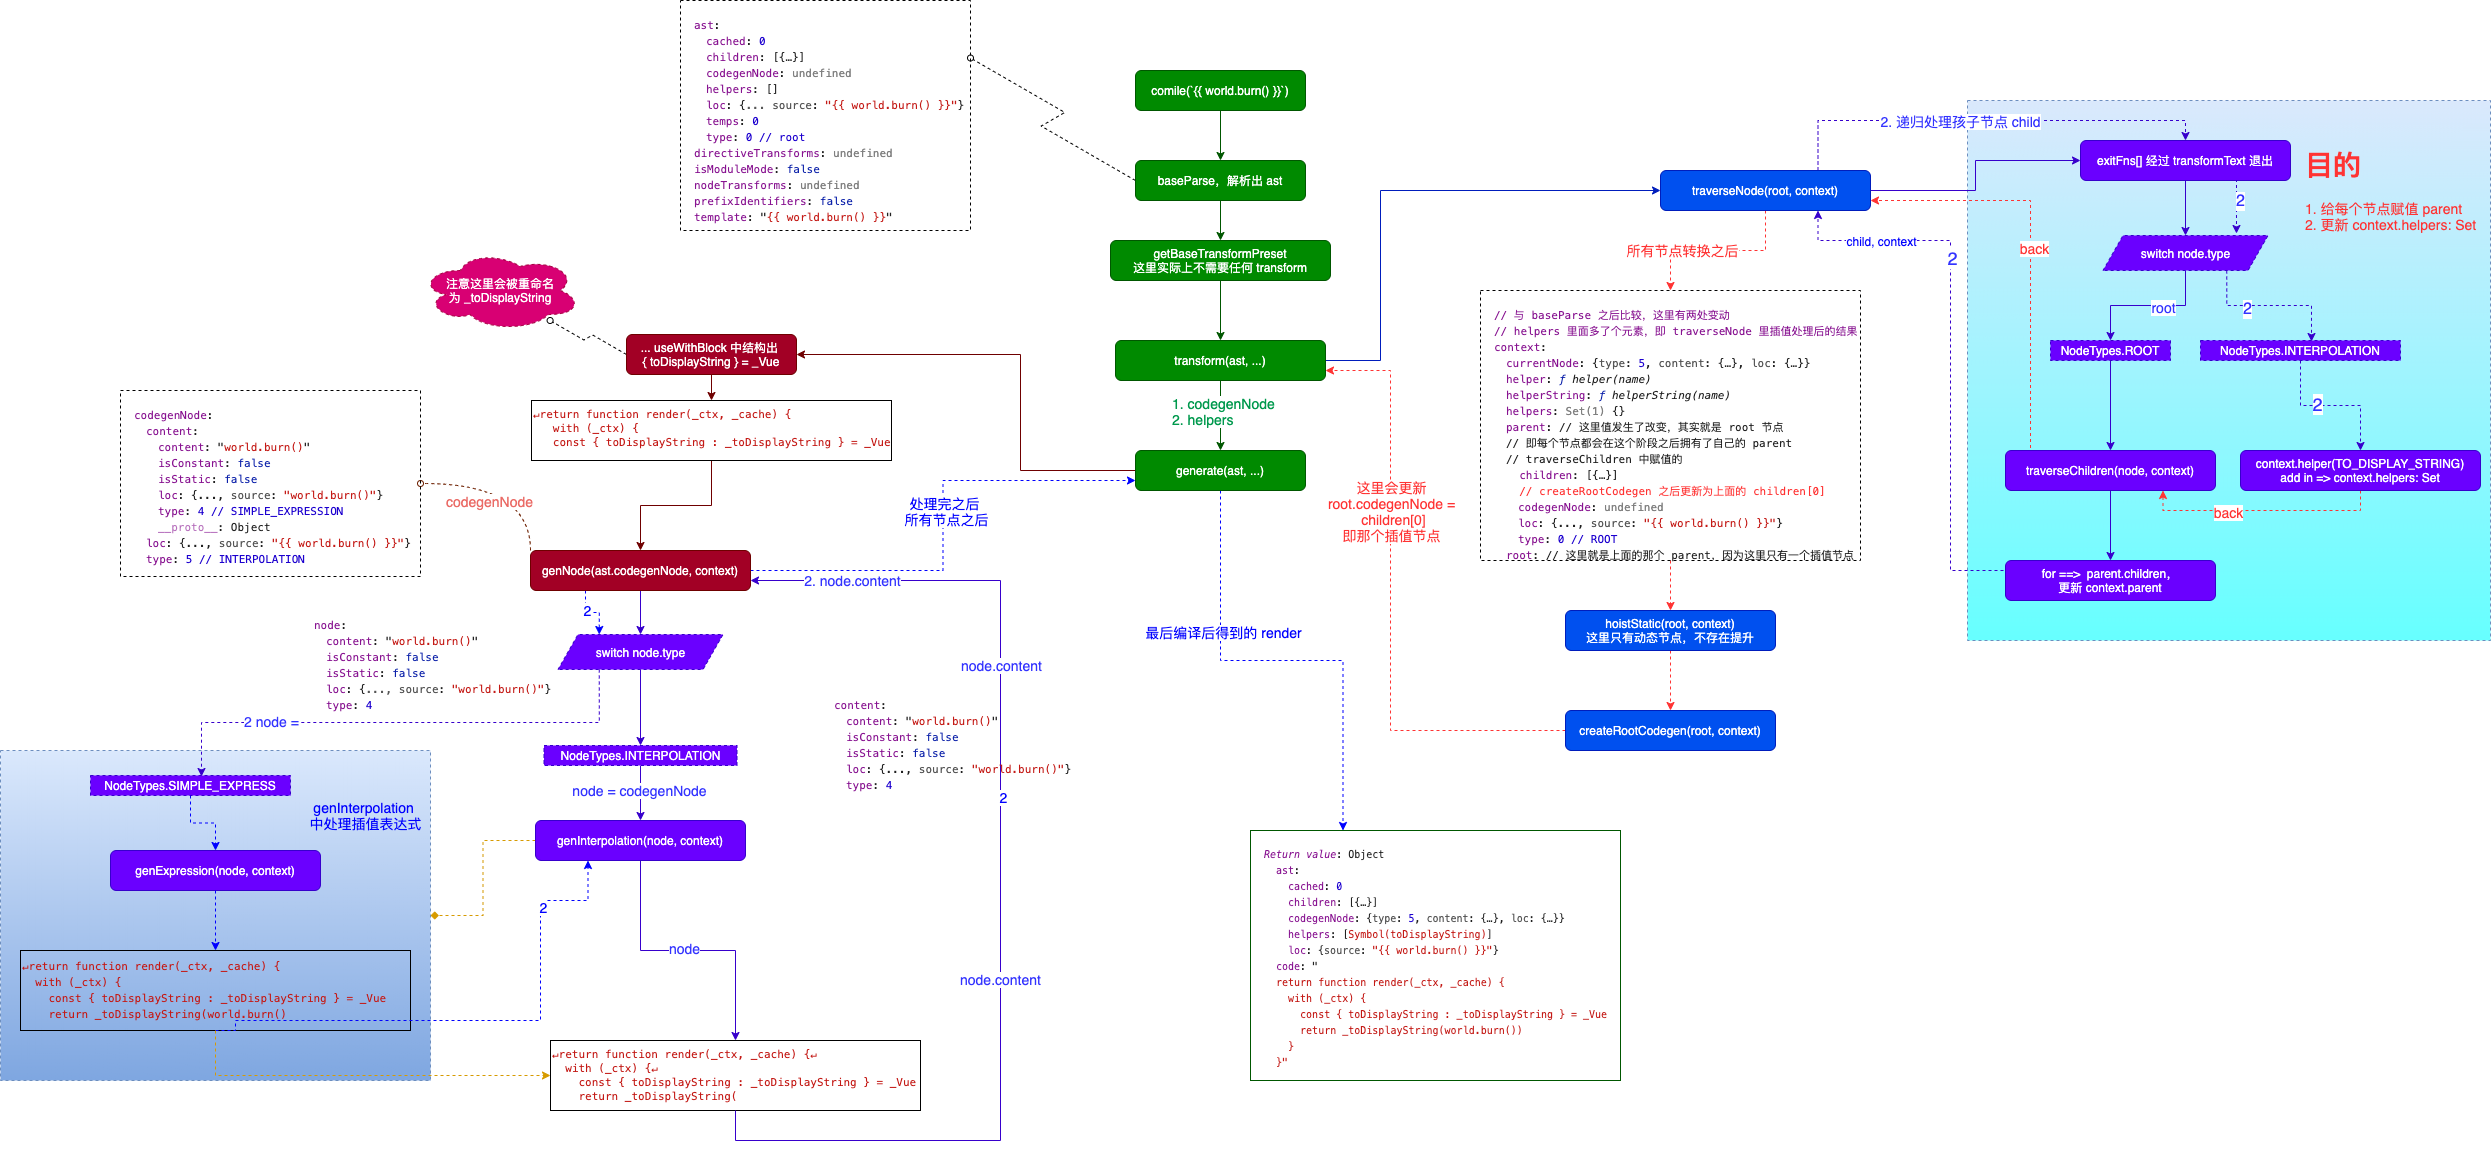 ast:
cached: 0
children: [{…}]
codegenNode: undefined
helpers: []
loc: {... source: "{{ world.burn() }}"}
temps: 0
type: 0 // root
directiveTransforms: undefined
isModuleMode: false
nodeTransforms: undefined
prefixIdentifiers: false
template: "{{ world.burn() }}"
comile(`{{ world.burn() }}`)
baseParse，解析出 ast
getBaseTransformPreset
这里实际上不需要任何 transform
transform(ast, ...)
1. codegenNode
2. helpers
generate(ast, ...)
注意这里会被重命名
为 _toDisplayString
... useWithBlock 中结构出
{ toDisplayString } = _Vue
↵return function render(_ctx, _cache) {
with (_ctx) {
const { toDisplayString : _toDisplayString } = _Vue
codegenNode:
content:
content: "world.burn()"
isConstant: false
isStatic: false
loc: {..., source: "world.burn()"}
type: 4 // SIMPLE_EXPRESSION
__proto__: Object
loc: {..., source: "{{ world.burn() }}"}
type: 5 // INTERPOLATION
codegenNode
处理完之后
所有节点之后
genNode(ast.codegenNode, context)
2. node.content
2
switch node.type
node:
content: "world.burn()"
isConstant: false
isStatic: false
loc: {..., source: "world.burn()"}
type: 4
2 node =
node.content
content:
content: "world.burn()"
isConstant: false
isStatic: false
loc: {..., source: "world.burn()"}
type: 4
2
NodeTypes.INTERPOLATION
node = codegenNode
genInterpolation(node, context)
NodeTypes.SIMPLE_EXPRESS
genInterpolation
中处理插值表达式
genExpression(node, context)
2
node
node.content
↵return function render(_ctx, _cache) {
with (_ctx) {
const { toDisplayString : _toDisplayString } = _Vue
return _toDisplayString(world.burn()
↵return function render(_ctx, _cache) {↵
with (_ctx) {↵
const { toDisplayString : _toDisplayString } = _Vue
return _toDisplayString(
最后编译后得到的 render
Return value: Object
ast:
cached: 0
children: [{…}]
codegenNode: {type: 5, content: {…}, loc: {…}}
helpers: [Symbol(toDisplayString)]
loc: {source: "{{ world.burn() }}"}
code: "
return function render(_ctx, _cache) {
with (_ctx) {
const { toDisplayString : _toDisplayString } = _Vue
return _toDisplayString(world.burn())
}
}"
traverseNode(root, context)
所有节点转换之后
child, context
2
back
2. 递归处理孩子节点 child
// 与 baseParse 之后比较，这里有两处变动
// helpers 里面多了个元素，即 traverseNode 里插值处理后的结果
context:
currentNode: {type: 5, content: {…}, loc: {…}}
helper: ƒ helper(name)
helperString: ƒ helperString(name)
helpers: Set(1) {}
parent: // 这里值发生了改变，其实就是 root 节点
// 即每个节点都会在这个阶段之后拥有了自己的 parent
// traverseChildren 中赋值的
children: [{…}]
// createRootCodegen 之后更新为上面的 children[0]
codegenNode: undefined
loc: {..., source: "{{ world.burn() }}"}
type: 0 // ROOT
root: // 这里就是上面的那个 parent，因为这里只有一个插值节点
这里会更新
root.codegenNode =
children[0]
即那个插值节点
hoistStatic(root, context)
这里只有动态节点，不存在提升
createRootCodegen(root, context)
exitFns[] 经过 transformText 退出
目的
1. 给每个节点赋值 parent
2. 更新 context.helpers: Set
2
switch node.type
root
2
NodeTypes.ROOT
NodeTypes.INTERPOLATION
2
traverseChildren(node, context)
context.helper(TO_DISPLAY_STRING)
add in => context.helpers: Set
back
for ==> parent.children，
更新 context.parent